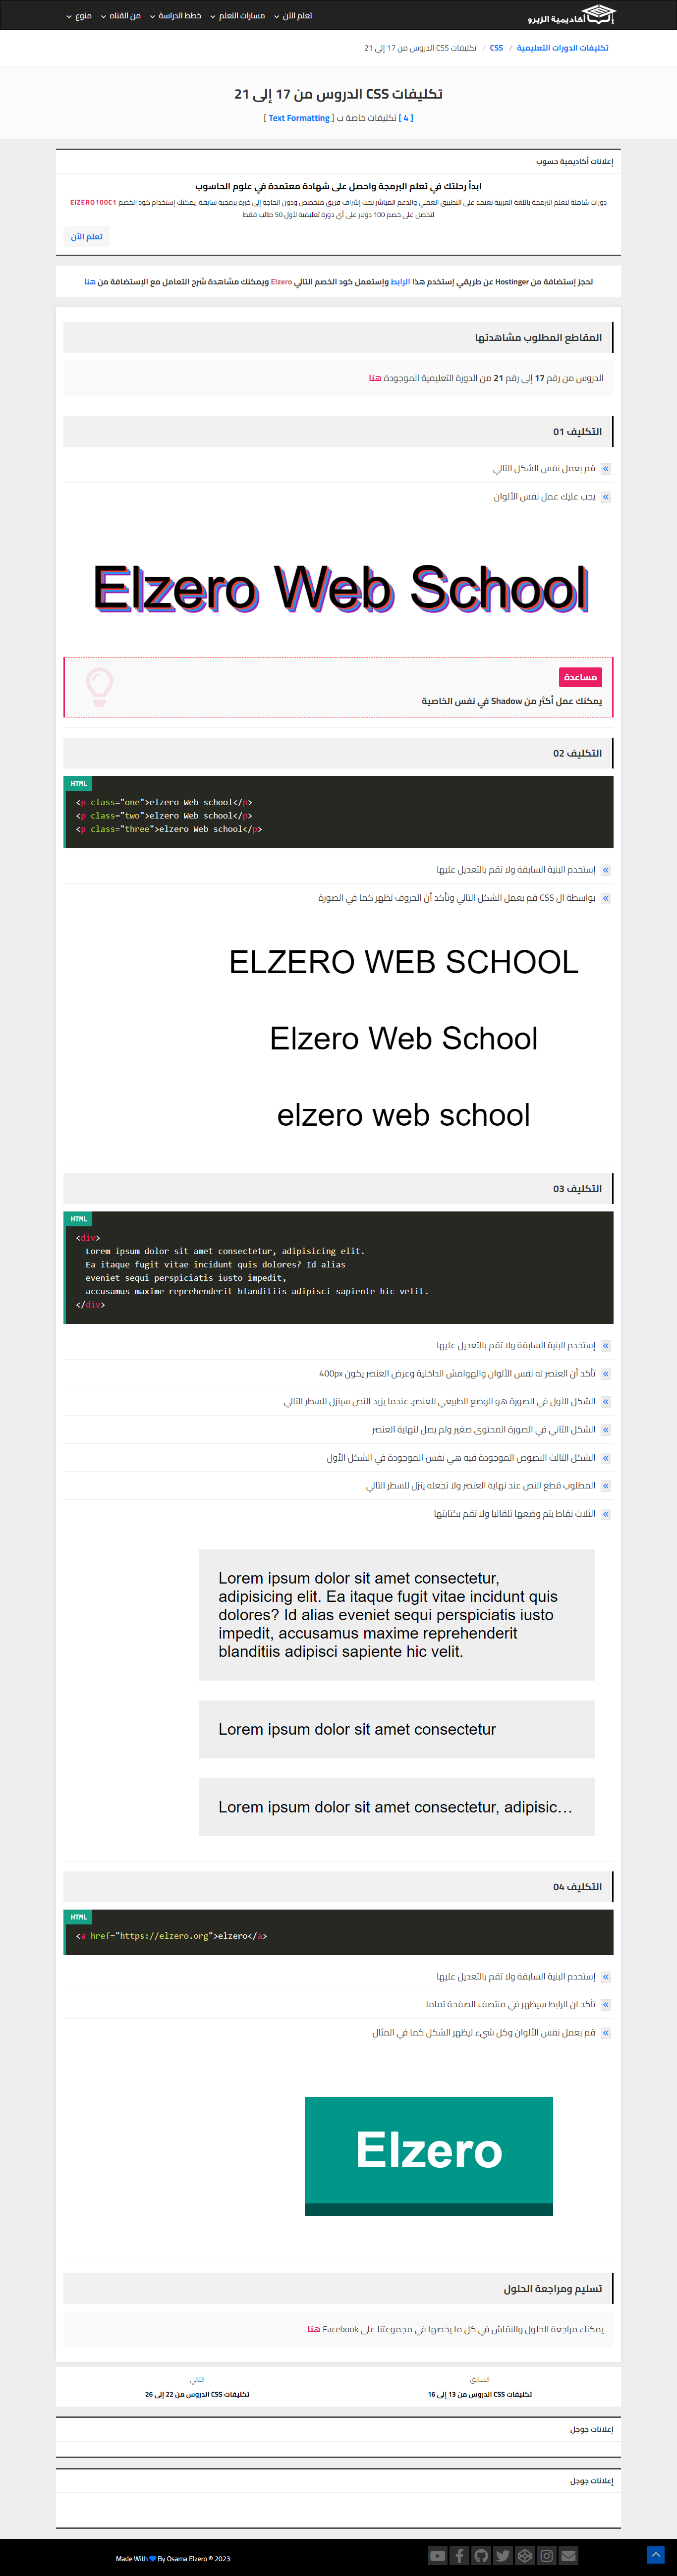 أكاديمية الزيرو
تعلم الآن
مسارات التعلم
خطط الدراسة
من القناه
منوع
تكليفات الدورات التعليمية / CSS / تكليفات CSS الدروس من 17 إلى 21
تكليفات CSS الدروس من 17 إلى 21
[ 4 ] تكليفات خاصة ب [ Text Formatting ]
إعلانات أكاديمية حسوب
ابدأ رحلتك في تعلم البرمجة واحصل على شهادة معتمدة في علوم الحاسوب
دورات شاملة لتعلم البرمجة باللغة العربية تعتمد على التطبيق العملي والدعم المباشر تحت إشراف فريق متخصص ودون الحاجة إلى خبرة برمجية سابقة. يمكنك إستخدام كود الخصم EIZERO100C1
لتحصل على خصم 100 دولار على أي دورة تعليمية لأول 50 طالب فقط
تعلم الآن
لحجز إستضافة من Hostinger عن طريقي إستخدم هذا الرابط وإستعمل كود الخصم التالي Elzero ويمكنك مشاهدة شرح التعامل مع الإستضافة من هنا
المقاطع المطلوب مشاهدتها
الدروس من رقم 17 إلى رقم 21 من الدورة التعليمية الموجودة هنا
التكليف 01
قم بعمل نفس الشكل التالي
يجب عليك عمل نفس الألوان
Elzero Web School
مساعدة
يمكنك عمل أكثر من Shadow في نفس الخاصية
التكليف 02
HTML
<p class="one">elzero Web school</p>
<p class="two">elzero Web school</p>
<p class="three">elzero Web school</p>
إستخدم البنية السابقة ولا تقم بالتعديل عليها
بواسطة ال CSS قم بعمل الشكل التالي وتأكد أن الحروف تظهر كما في الصورة
ELZERO WEB SCHOOL
Elzero Web School
elzero web school
التكليف 03
HTML
<div>
Lorem ipsum dolor sit amet consectetur, adipisicing elit.
Ea itaque fugit vitae incidunt quis dolores? Id alias
eveniet sequi perspiciatis iusto impedit,
accusamus maxime reprehenderit blanditiis adipisci sapiente hic velit.
</div>
إستخدم البنية السابقة ولا تقم بالتعديل عليها
تأكد أن العنصر له نفس الألوان والهوامش الداخلية وعرض العنصر يكون 400px
الشكل الأول في الصورة هو الوضع الطبيعي للعنصر. عندما يزيد النص سينزل للسطر التالي
الشكل الثاني في الصورة المحتوى صغير ولم يصل لنهاية العنصر
الشكل الثالث النصوص الموجودة فيه هي نفس الموجودة في الشكل الأول
المطلوب قطع النص عند نهاية العنصر ولا تجعله ينزل للسطر التالي
الثلاث نقاط يتم وضعها تلقائيا ولا تقم بكتابتها
Lorem ipsum dolor sit amet consectetur,
adipisicing elit. Ea itaque fugit vitae incidunt quis
dolores? Id alias eveniet sequi perspiciatis iusto
impedit, accusamus maxime reprehenderit
blanditiis adipisci sapiente hic velit.
Lorem ipsum dolor sit amet consectetur
Lorem ipsum dolor sit amet consectetur, adipisic…
التكليف 04
HTML
<a href="https://elzero.org">elzero</a>
إستخدم البنية السابقة ولا تقم بالتعديل عليها
تأكد ان الرابط سيظهر في منتصف الصفحة تماما
قم بعمل نفس الألوان وكل شيء ليظهر الشكل كما في المثال
Elzero
تسليم ومراجعة الحلول
يمكنك مراجعة الحلول والنقاش في كل ما يخصها في مجموعتنا على Facebook هنا
السابق
تكليفات CSS الدروس من 13 إلى 16
التالي
تكليفات CSS الدروس من 22 إلى 26
إعلانات جوجل
إعلانات جوجل
Made With By Osama Elzero © 2023